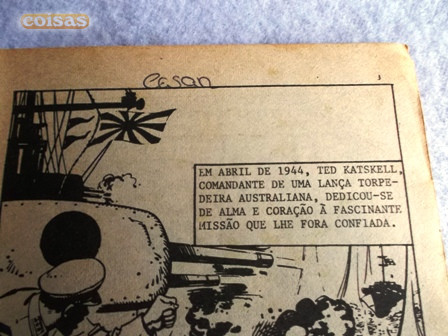 coisas
Cesan
3
EM ABRIL DE 1944, TED KATSKELL,
COMANDANTE DE UMA LANÇA TORPE-
DEIRA AUSTRALIANA, DEDICOU-SE
DE ALMA E CORAÇÃO À FASCINANTE
MISSÃO QUE LHE FORA CONFIADA.